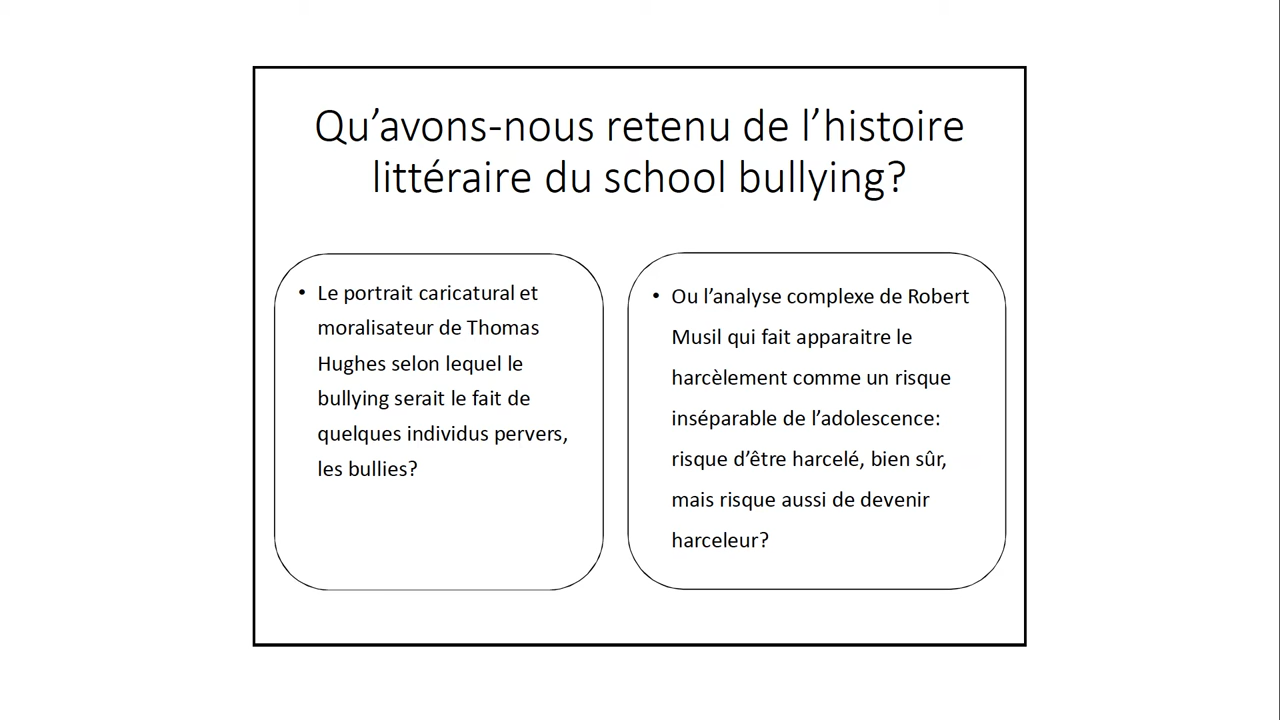 Qu’avons-nous retenu de l’histoire
littéraire du school bullying?
• Le portrait caricatural et
moralisateur de Thomas
Hughes selon lequel le
bullying serait le fait de
quelques individus pervers,
les bullies?
• Ou l’analyse complexe de Robert
Musil qui fait apparaitre le
harcèlement comme un risque
inséparable de l’adolescence:
risque d’être harcelé, bien sûr,
mais risque aussi de devenir
harceleur?